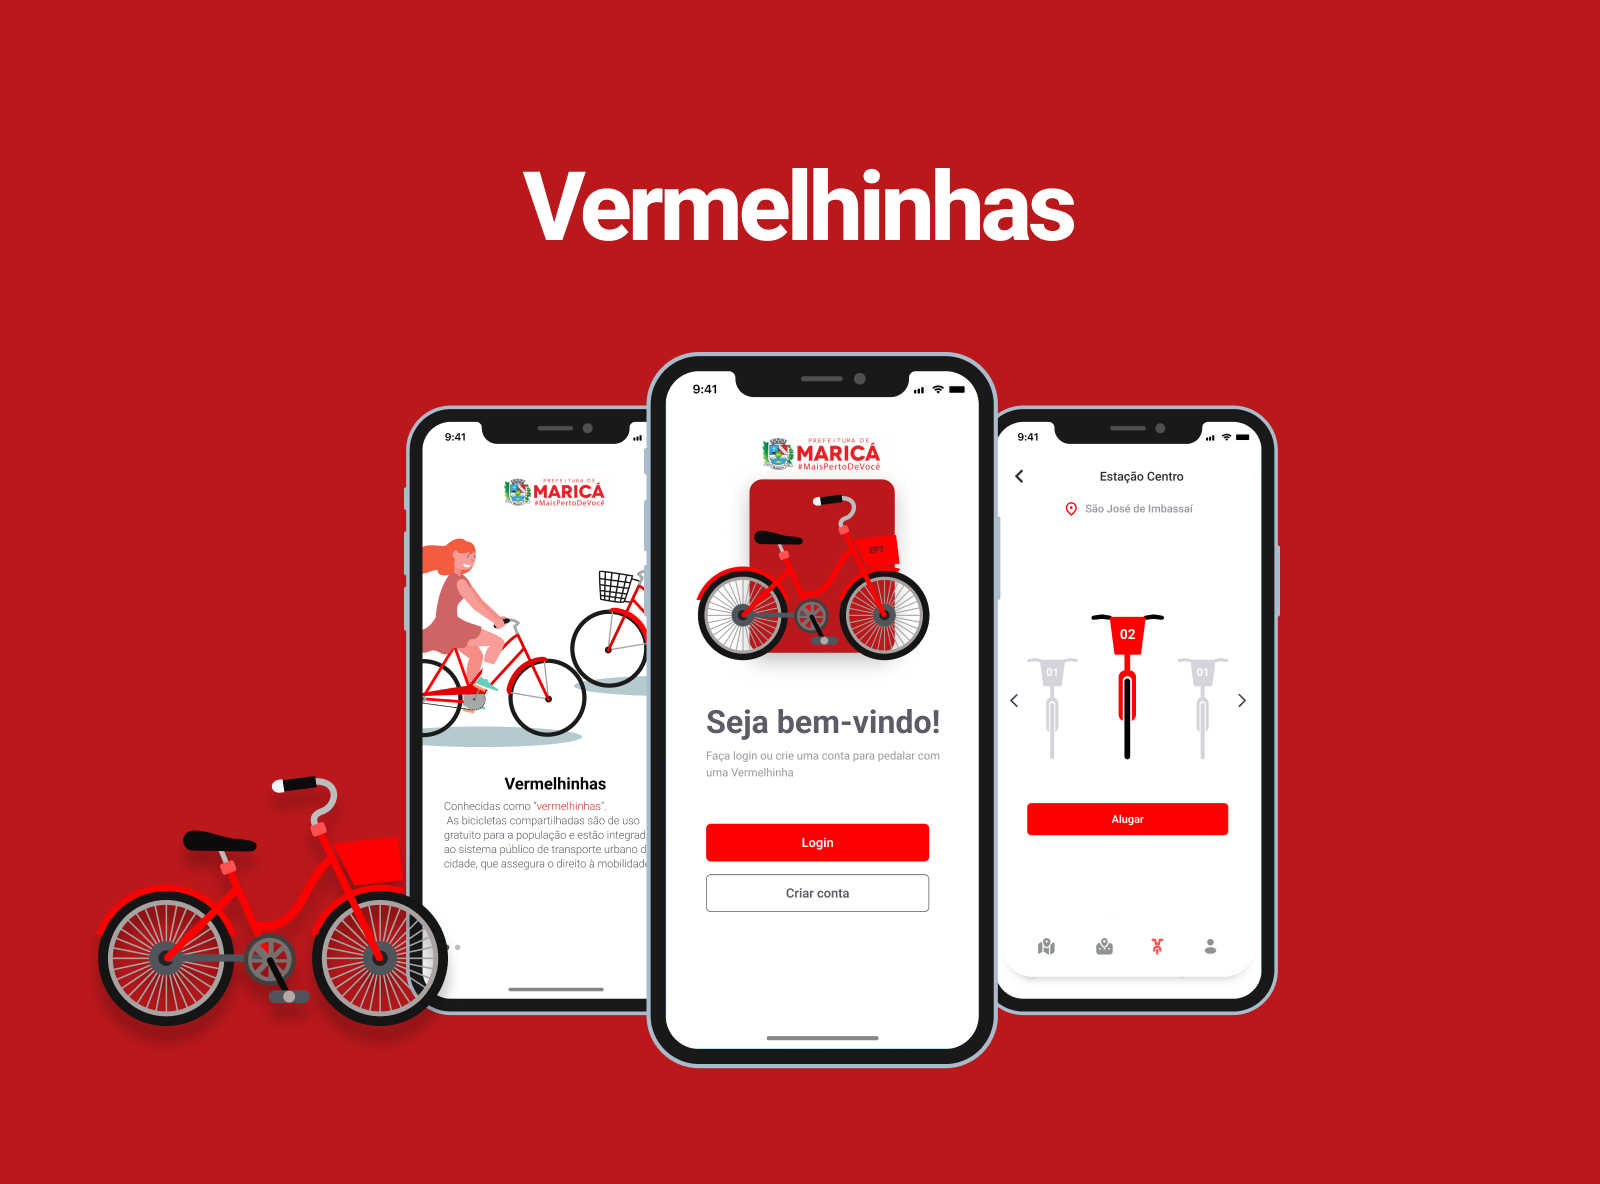 Vermelhinhas
9:41
PREFEITURA DE
MARICÁ
#MaisPertoDeVocê
Vermelhinhas
Conhecidas como "vermelhinhas".
As bicicletas compartilhadas são de uso
gratuito para a população e estão integrad
ao sistema público de transporte urbano d
cidade, que assegura o direito à mobilidade
9:41
PREFEITURA DE
MARICÁ
#MaisPertoDeVocê
EPT
Seja bem-vindo!
Faça login ou crie uma conta para pedalar com
uma Vermelhinha
Login
Criar conta
9:41
Estação Centro
São José de Imbassaí
01
02
01
Alugar